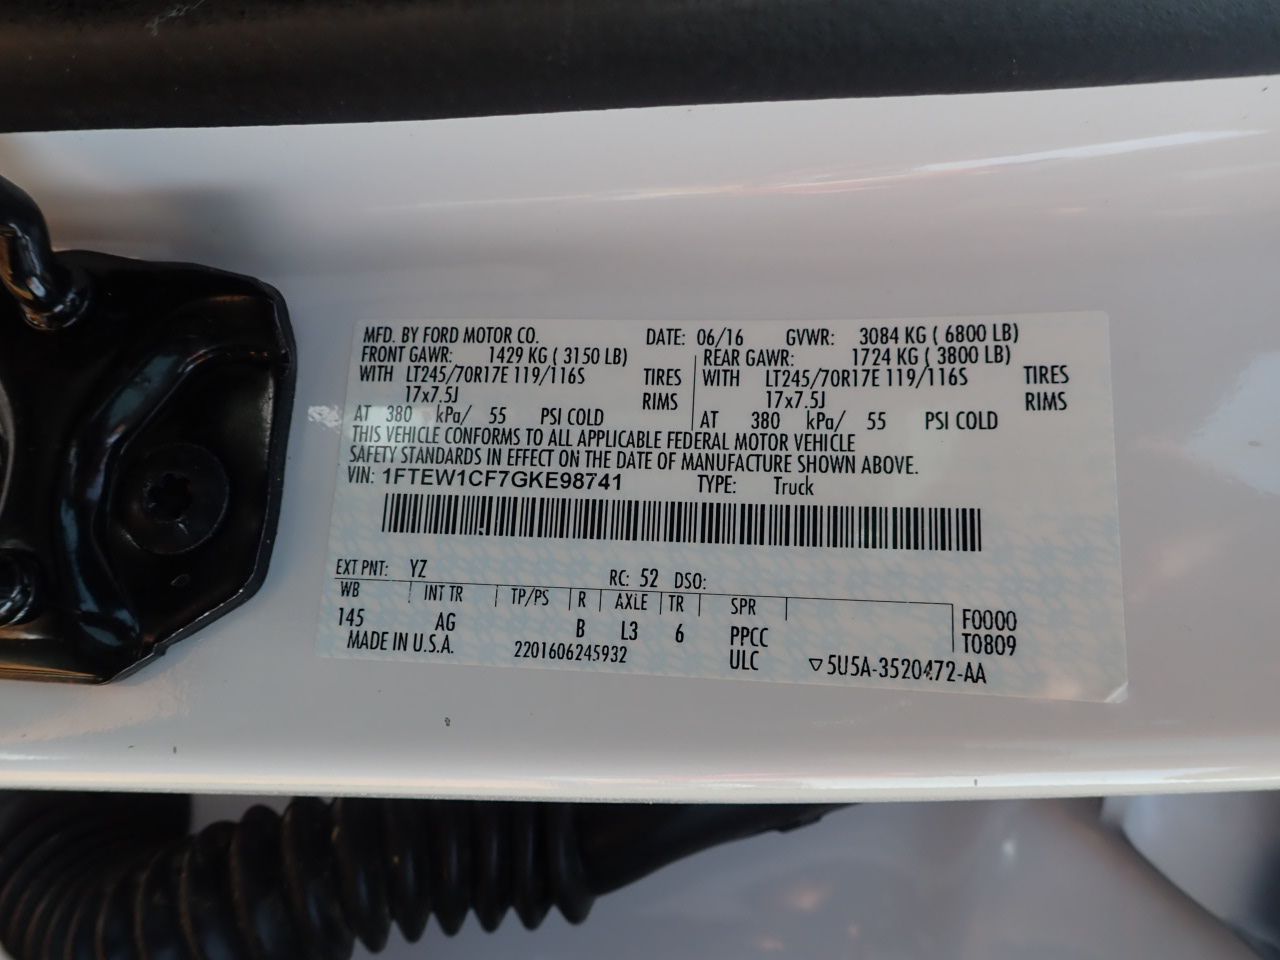 MFD. BY FORD MOTOR CO. DATE: 06/16 GVWR: 3084 KG ( 6800 LB)
FRONT GAWR: 1429 KG ( 3150 LB) REAR GAWR: 1724 KG ( 3800 LB)
WITH LT245/70R17E 119/116S TIRES WITH LT245/70R17E 119/116S TIRES
17x7.5J RIMS 17x7.5J RIMS
AT 380 kPa/ 55 PSI COLD AT 380 kPa/ 55 PSI COLD
THIS VEHICLE CONFORMS TO ALL APPLICABLE FEDERAL MOTOR VEHICLE
SAFETY STANDARDS IN EFFECT ON THE DATE OF MANUFACTURE SHOWN ABOVE.
VIN: 1FTEW1CF7GKE98741 TYPE: Truck
EXT PNT: YZ RC: 52 DSO:
WB INT TR TP/PS R AXLE TR SPR F0000
145 AG B L3 6 PPCC T0809
MADE IN U.S.A. 2201606245932 ULC ▽5U5A-3520472-AA